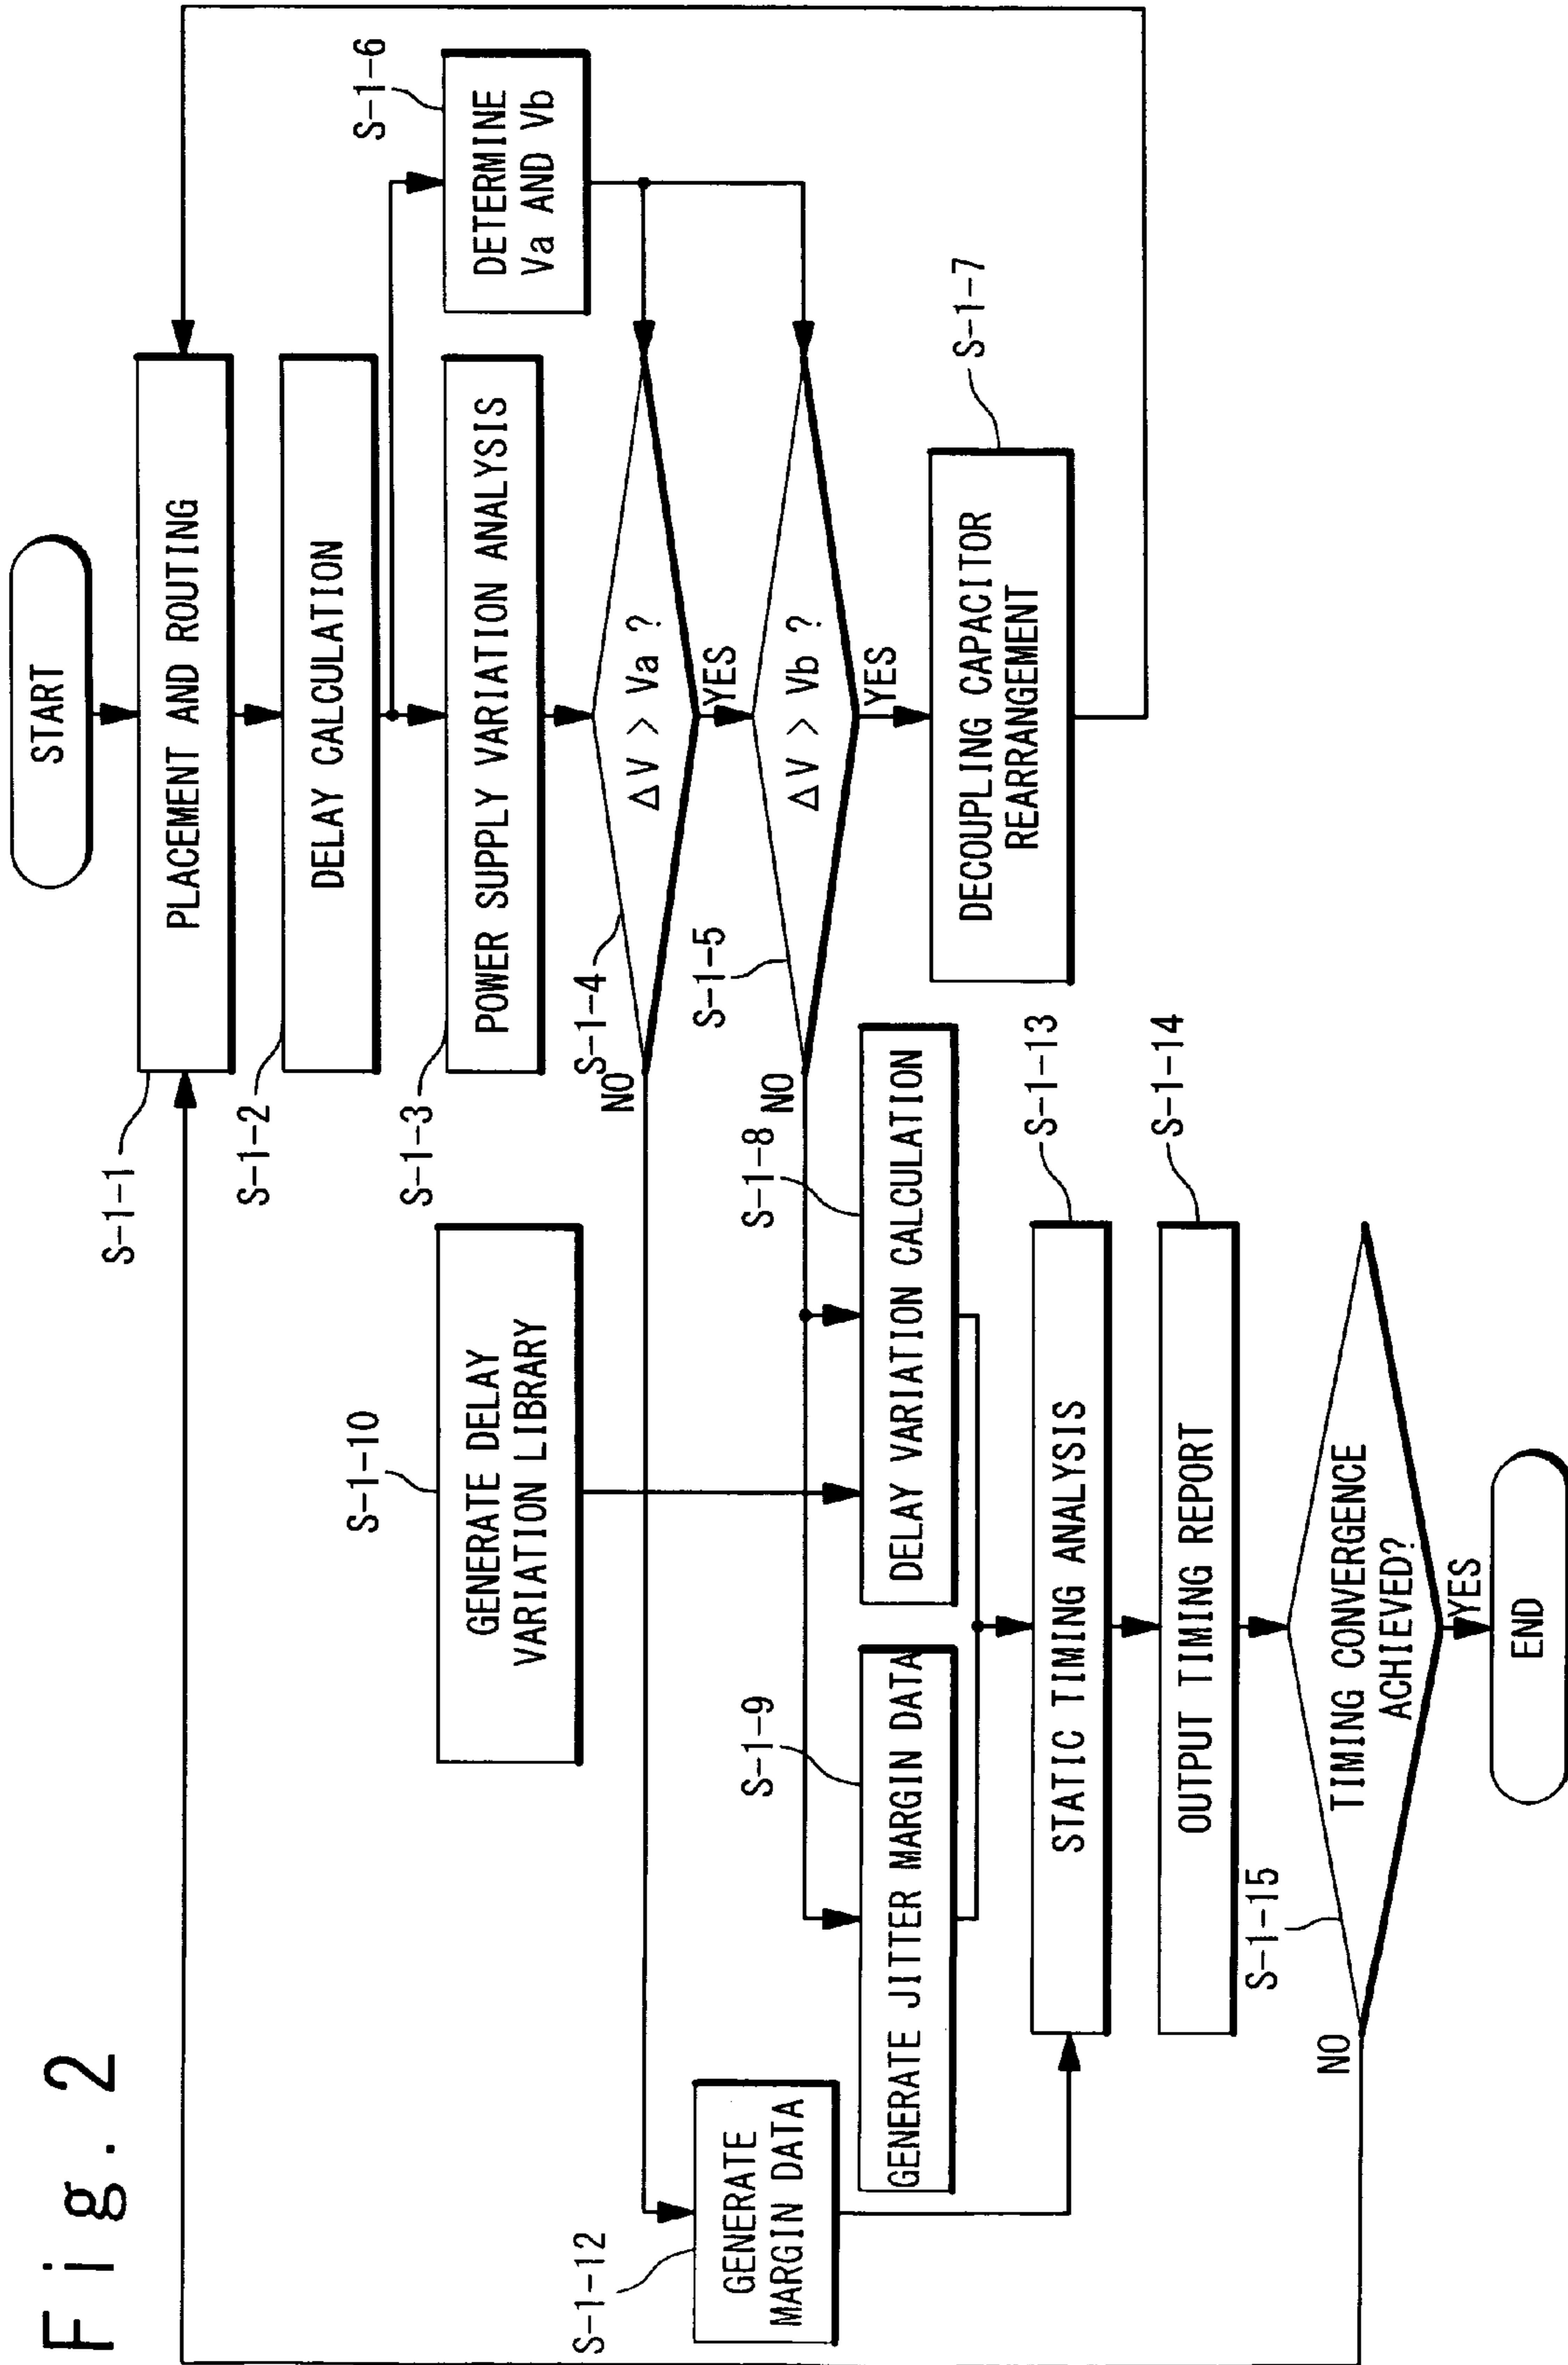 Fig. 2
START
S-1-1
PLACEMENT AND ROUTING
S-1-2
DELAY CALCULATION
S-1-3
POWER SUPPLY VARIATION ANALYSIS
S-1-6
DETERMINE
Va AND Vb
S-1-10
GENERATE DELAY
VARIATION LIBRARY
S-1-4
ΔV > Va ?
NO
YES
S-1-5
ΔV > Vb ?
NO
YES
S-1-7
DECOUPLING CAPACITOR
REARRANGEMENT
S-1-12
GENERATE
MARGIN DATA
S-1-9
GENERATE JITTER MARGIN DATA
S-1-8
DELAY VARIATION CALCULATION
S-1-13
STATIC TIMING ANALYSIS
S-1-14
OUTPUT TIMING REPORT
S-1-15
TIMING CONVERGENCE
ACHIEVED?
NO
YES
END